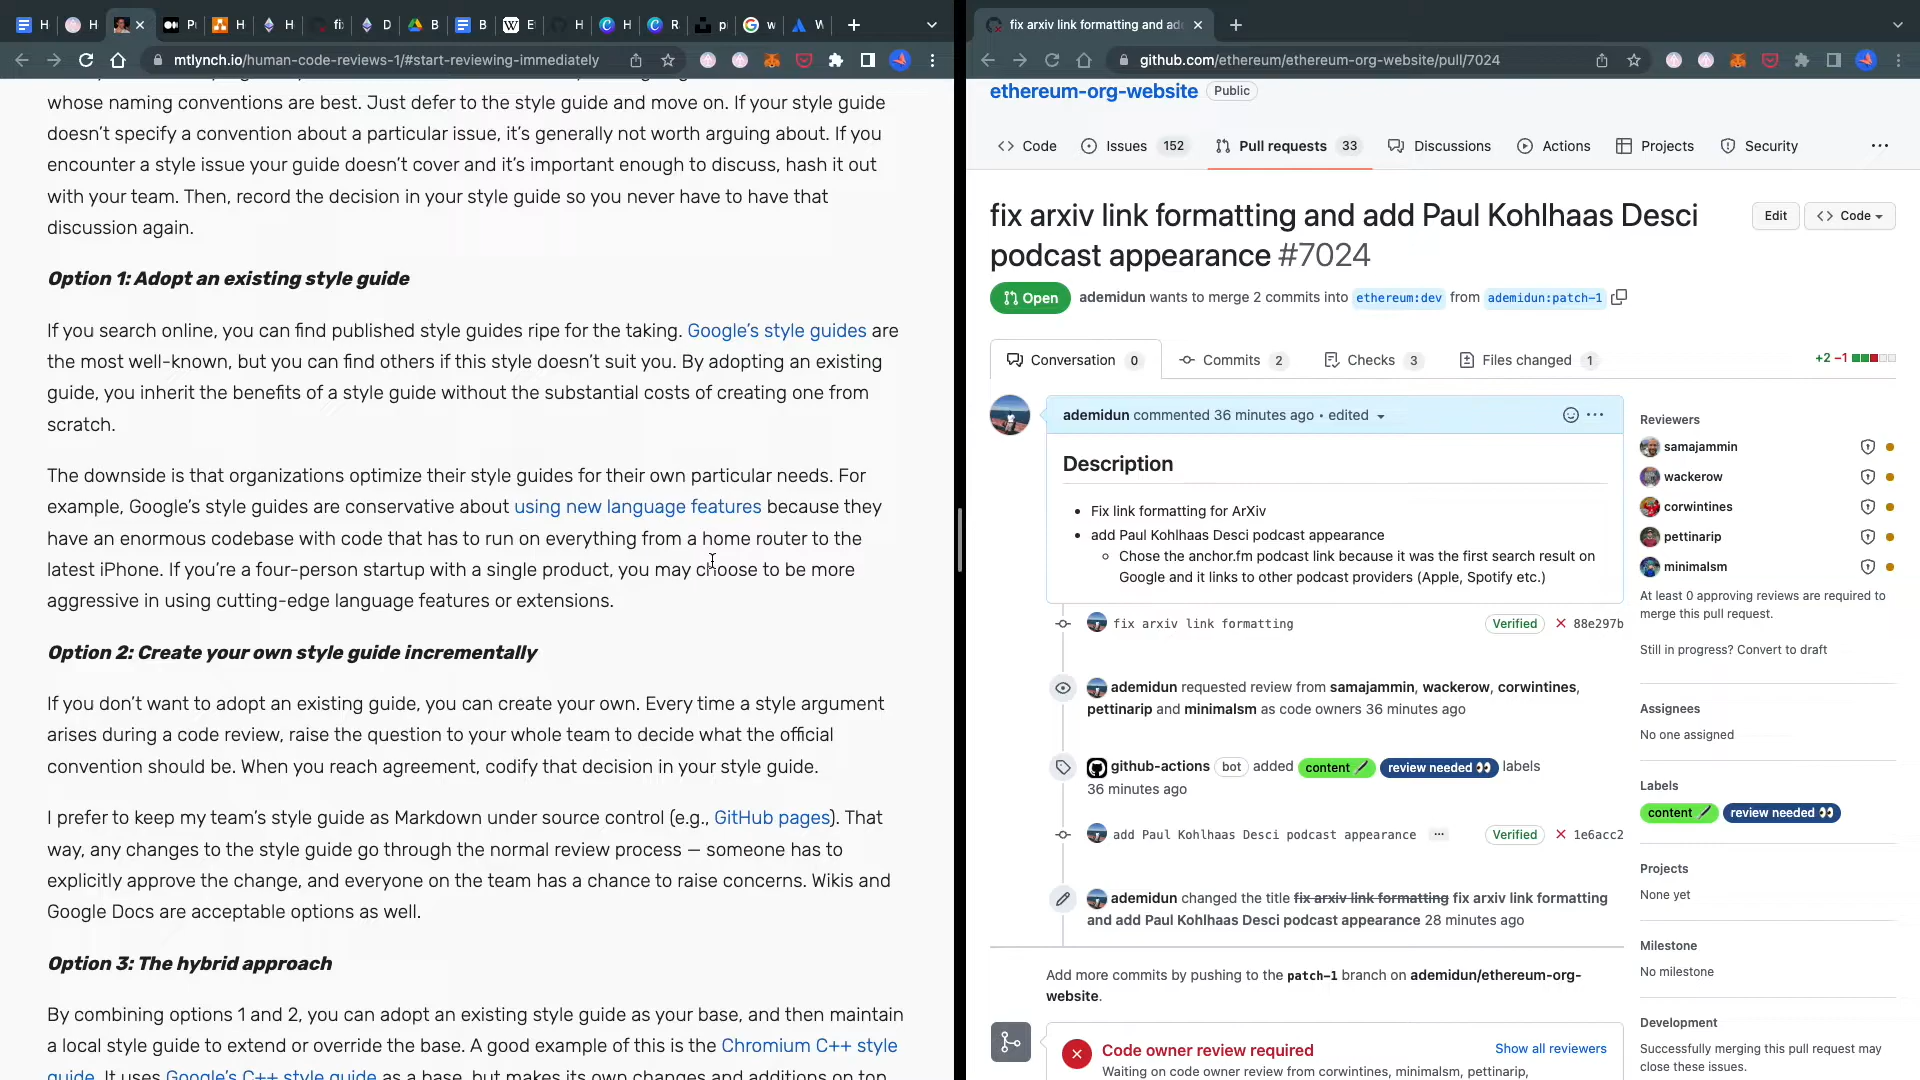 H
H
P
H
H
fi
D
B
B
E
H
H
R
p
w
W
mtlynch.io/human-code-reviews-1/#start-reviewing-immediately
whose naming conventions are best. Just defer to the style guide and move on. If your style guide
doesn't specify a convention about a particular issue, it's generally not worth arguing about. If you
encounter a style issue your guide doesn't cover and it's important enough to discuss, hash it out
with your team. Then, record the decision in your style guide so you never have to have that
discussion again.
Option 1: Adopt an existing style guide
If you search online, you can find published style guides ripe for the taking. Google's style guides are
the most well-known, but you can find others if this style doesn't suit you. By adopting an existing
guide, you inherit the benefits of a style guide without the substantial costs of creating one from
scratch.
The downside is that organizations optimize their style guides for their own particular needs. For
example, Google's style guides are conservative about using new language features because they
have an enormous codebase with code that has to run on everything from a home router to the
latest iPhone. If you're a four-person startup with a single product, you may choose to be more
aggressive in using cutting-edge language features or extensions.
Option 2: Create your own style guide incrementally
If you don't want to adopt an existing guide, you can create your own. Every time a style argument
arises during a code review, raise the question to your whole team to decide what the official
convention should be. When you reach agreement, codify that decision in your style guide.
I prefer to keep my team's style guide as Markdown under source control (e.g., GitHub pages). That
way, any changes to the style guide go through the normal review process — someone has to
explicitly approve the change, and everyone on the team has a chance to raise concerns. Wikis and
Google Docs are acceptable options as well.
Option 3: The hybrid approach
By combining options 1 and 2, you can adopt an existing style guide as your base, and then maintain
a local style guide to extend or override the base. A good example of this is the Chromium C++ style
guide. It uses Google's C++ style guide as a base, but makes its own changes and additions on top
fix arxiv link formatting and ad
github.com/ethereum/ethereum-org-website/pull/7024
ethereum-org-website Public
Code
Issues 152
Pull requests 33
Discussions
Actions
Projects
Security
fix arxiv link formatting and add Paul Kohlhaas Desci
podcast appearance #7024
Edit
Code
Open
ademidun wants to merge 2 commits into ethereum:dev from ademidun:patch-1
Conversation 0
Commits 2
Checks 3
Files changed 1
+2 −1
ademidun commented 36 minutes ago • edited
Description
• Fix link formatting for ArXiv
• add Paul Kohlhaas Desci podcast appearance
Chose the anchor.fm podcast link because it was the first search result on
Google and it links to other podcast providers (Apple, Spotify etc.)
fix arxiv link formatting Verified 88e297b
ademidun requested review from samajammin, wackerow, corwintines,
pettinarip and minimalsm as code owners 36 minutes ago
github-actions bot added content review needed labels
36 minutes ago
add Paul Kohlhaas Desci podcast appearance Verified 1e6acc2
ademidun changed the title fix arxiv link formatting fix arxiv link formatting
and add Paul Kohlhaas Desci podcast appearance 28 minutes ago
Add more commits by pushing to the patch-1 branch on ademidun/ethereum-org-
website.
Code owner review required
Show all reviewers
Waiting on code owner review from corwintines, minimalsm, pettinarip,
Reviewers
samajammin
wackerow
corwintines
pettinarip
minimalsm
At least 0 approving reviews are required to
merge this pull request.
Still in progress? Convert to draft
Assignees
No one assigned
Labels
content review needed
Projects
None yet
Milestone
No milestone
Development
Successfully merging this pull request may
close these issues.